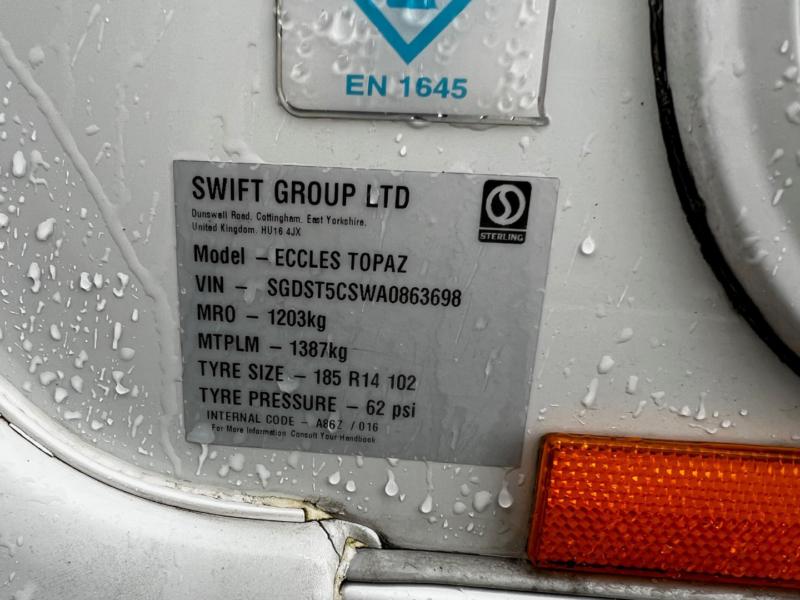 EN 1645
SWIFT GROUP LTD
Dunswell Road, Cottingham, East Yorkshire,
United Kingdom. HU16 4JX
STERLING
Model – ECCLES TOPAZ
VIN – SGDST5CSWA0863698
MRO – 1203kg
MTPLM – 1387kg
TYRE SIZE – 185 R14 102
TYRE PRESSURE – 62 psi
INTERNAL CODE – A86Z /016
For More Information Consult Your Handbook